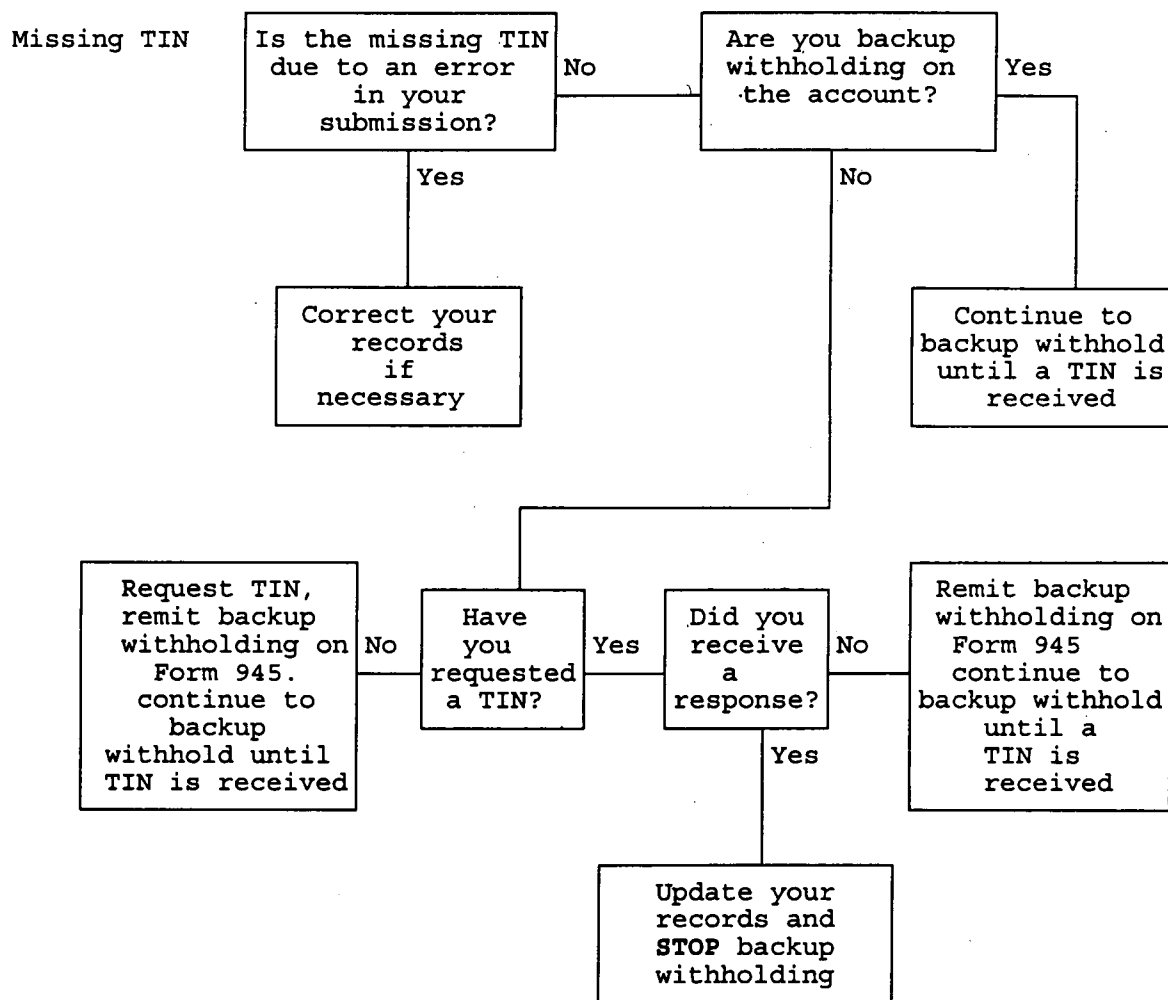 Missing TIN
Is the missing TIN
due to an error
in your
submission?
No
Are you backup
withholding on
the account?
Yes
Yes
No
Correct your
records
if
necessary
Continue to
backup withhold
until a TIN is
received
Request TIN,
remit backup
withholding on
Form 945.
continue to
backup
withhold until
TIN is received
No
Have
you
requested
a TIN?
Yes
Did you
receive
a
response?
No
Remit backup
withholding on
Form 945
continue to
backup withhold
until a
TIN is
received
Yes
Update your
records and
STOP backup
withholding